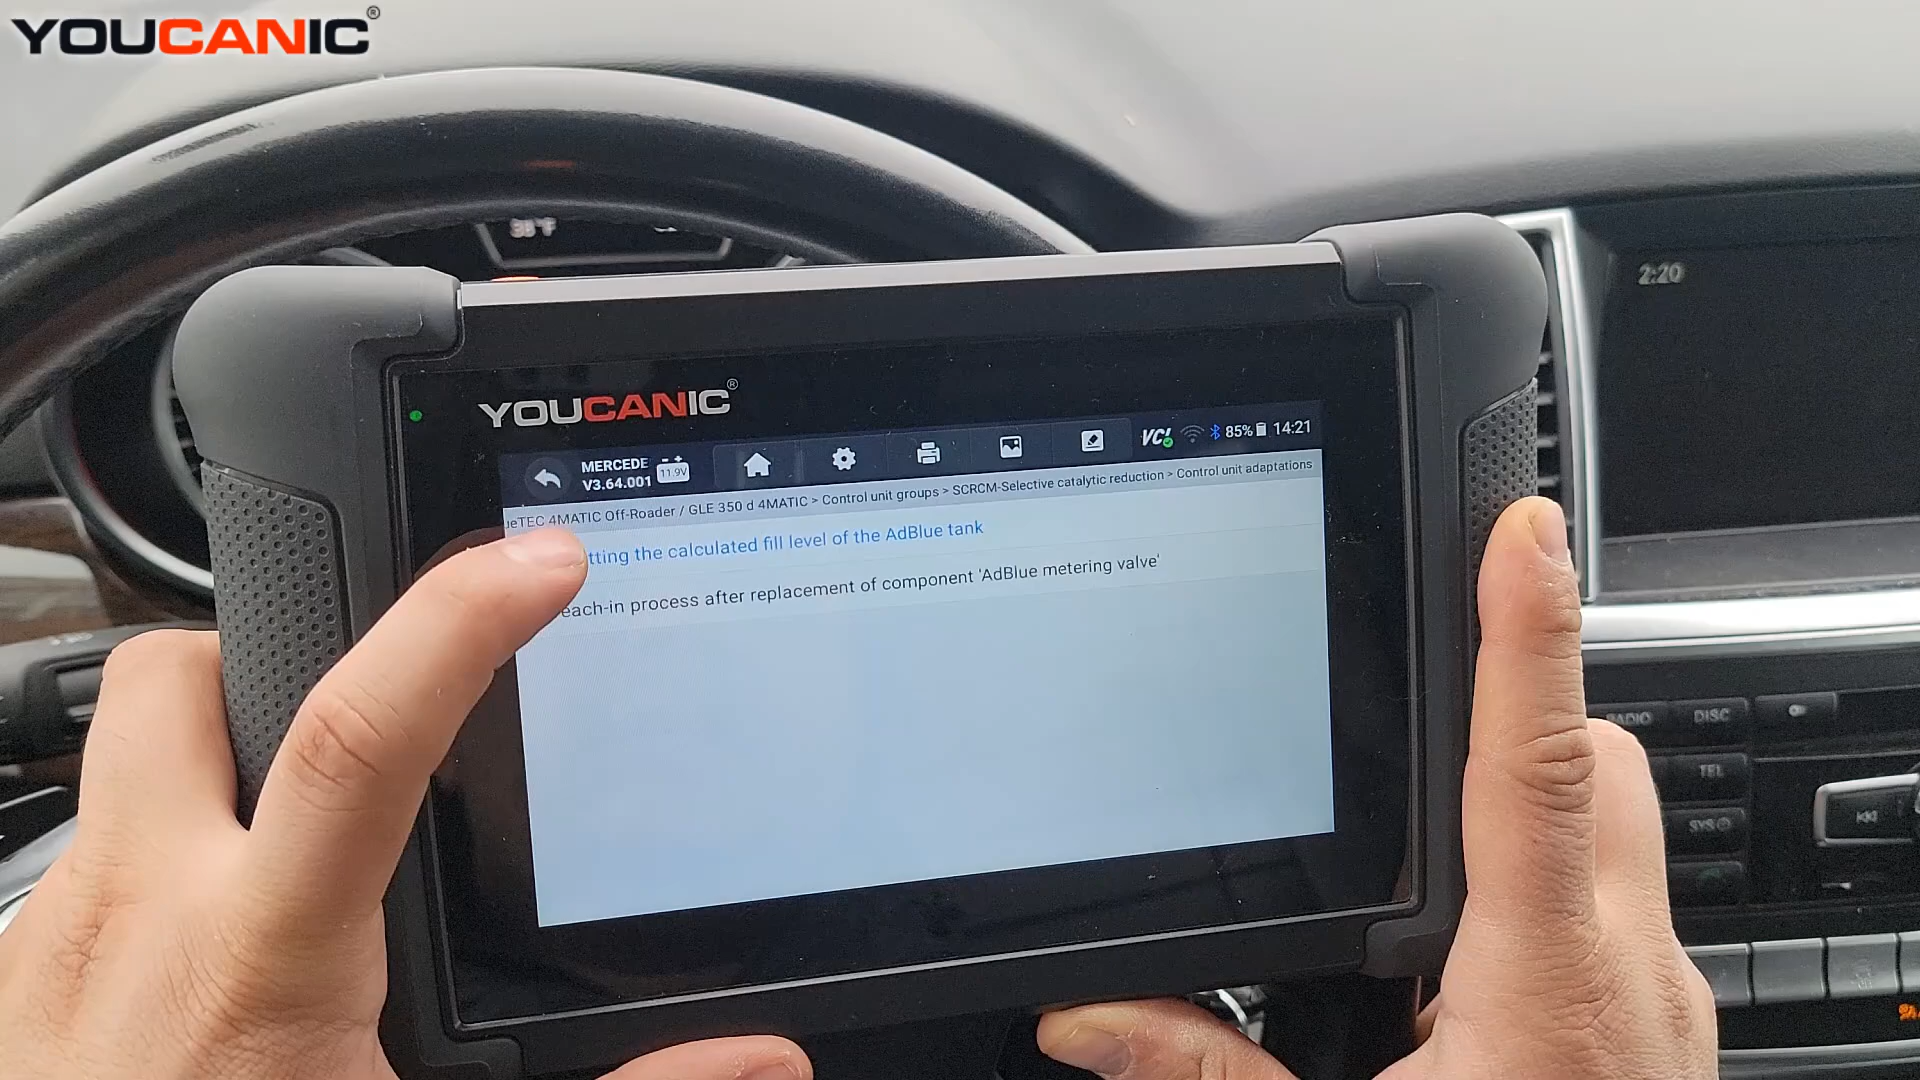 YOUCANIC®
2:20
YOUCANIC®
MERCEDE
V3.64.001
11.9V
VCI
85%
14:21
ueTEC 4MATIC Off-Roader / GLE 350 d 4MATIC > Control unit groups > SCRCM-Selective catalytic reduction > Control unit adaptations
tting the calculated fill level of the AdBlue tank
each-in process after replacement of component 'AdBlue metering valve'
RADIO
DISC
TEL
SYS